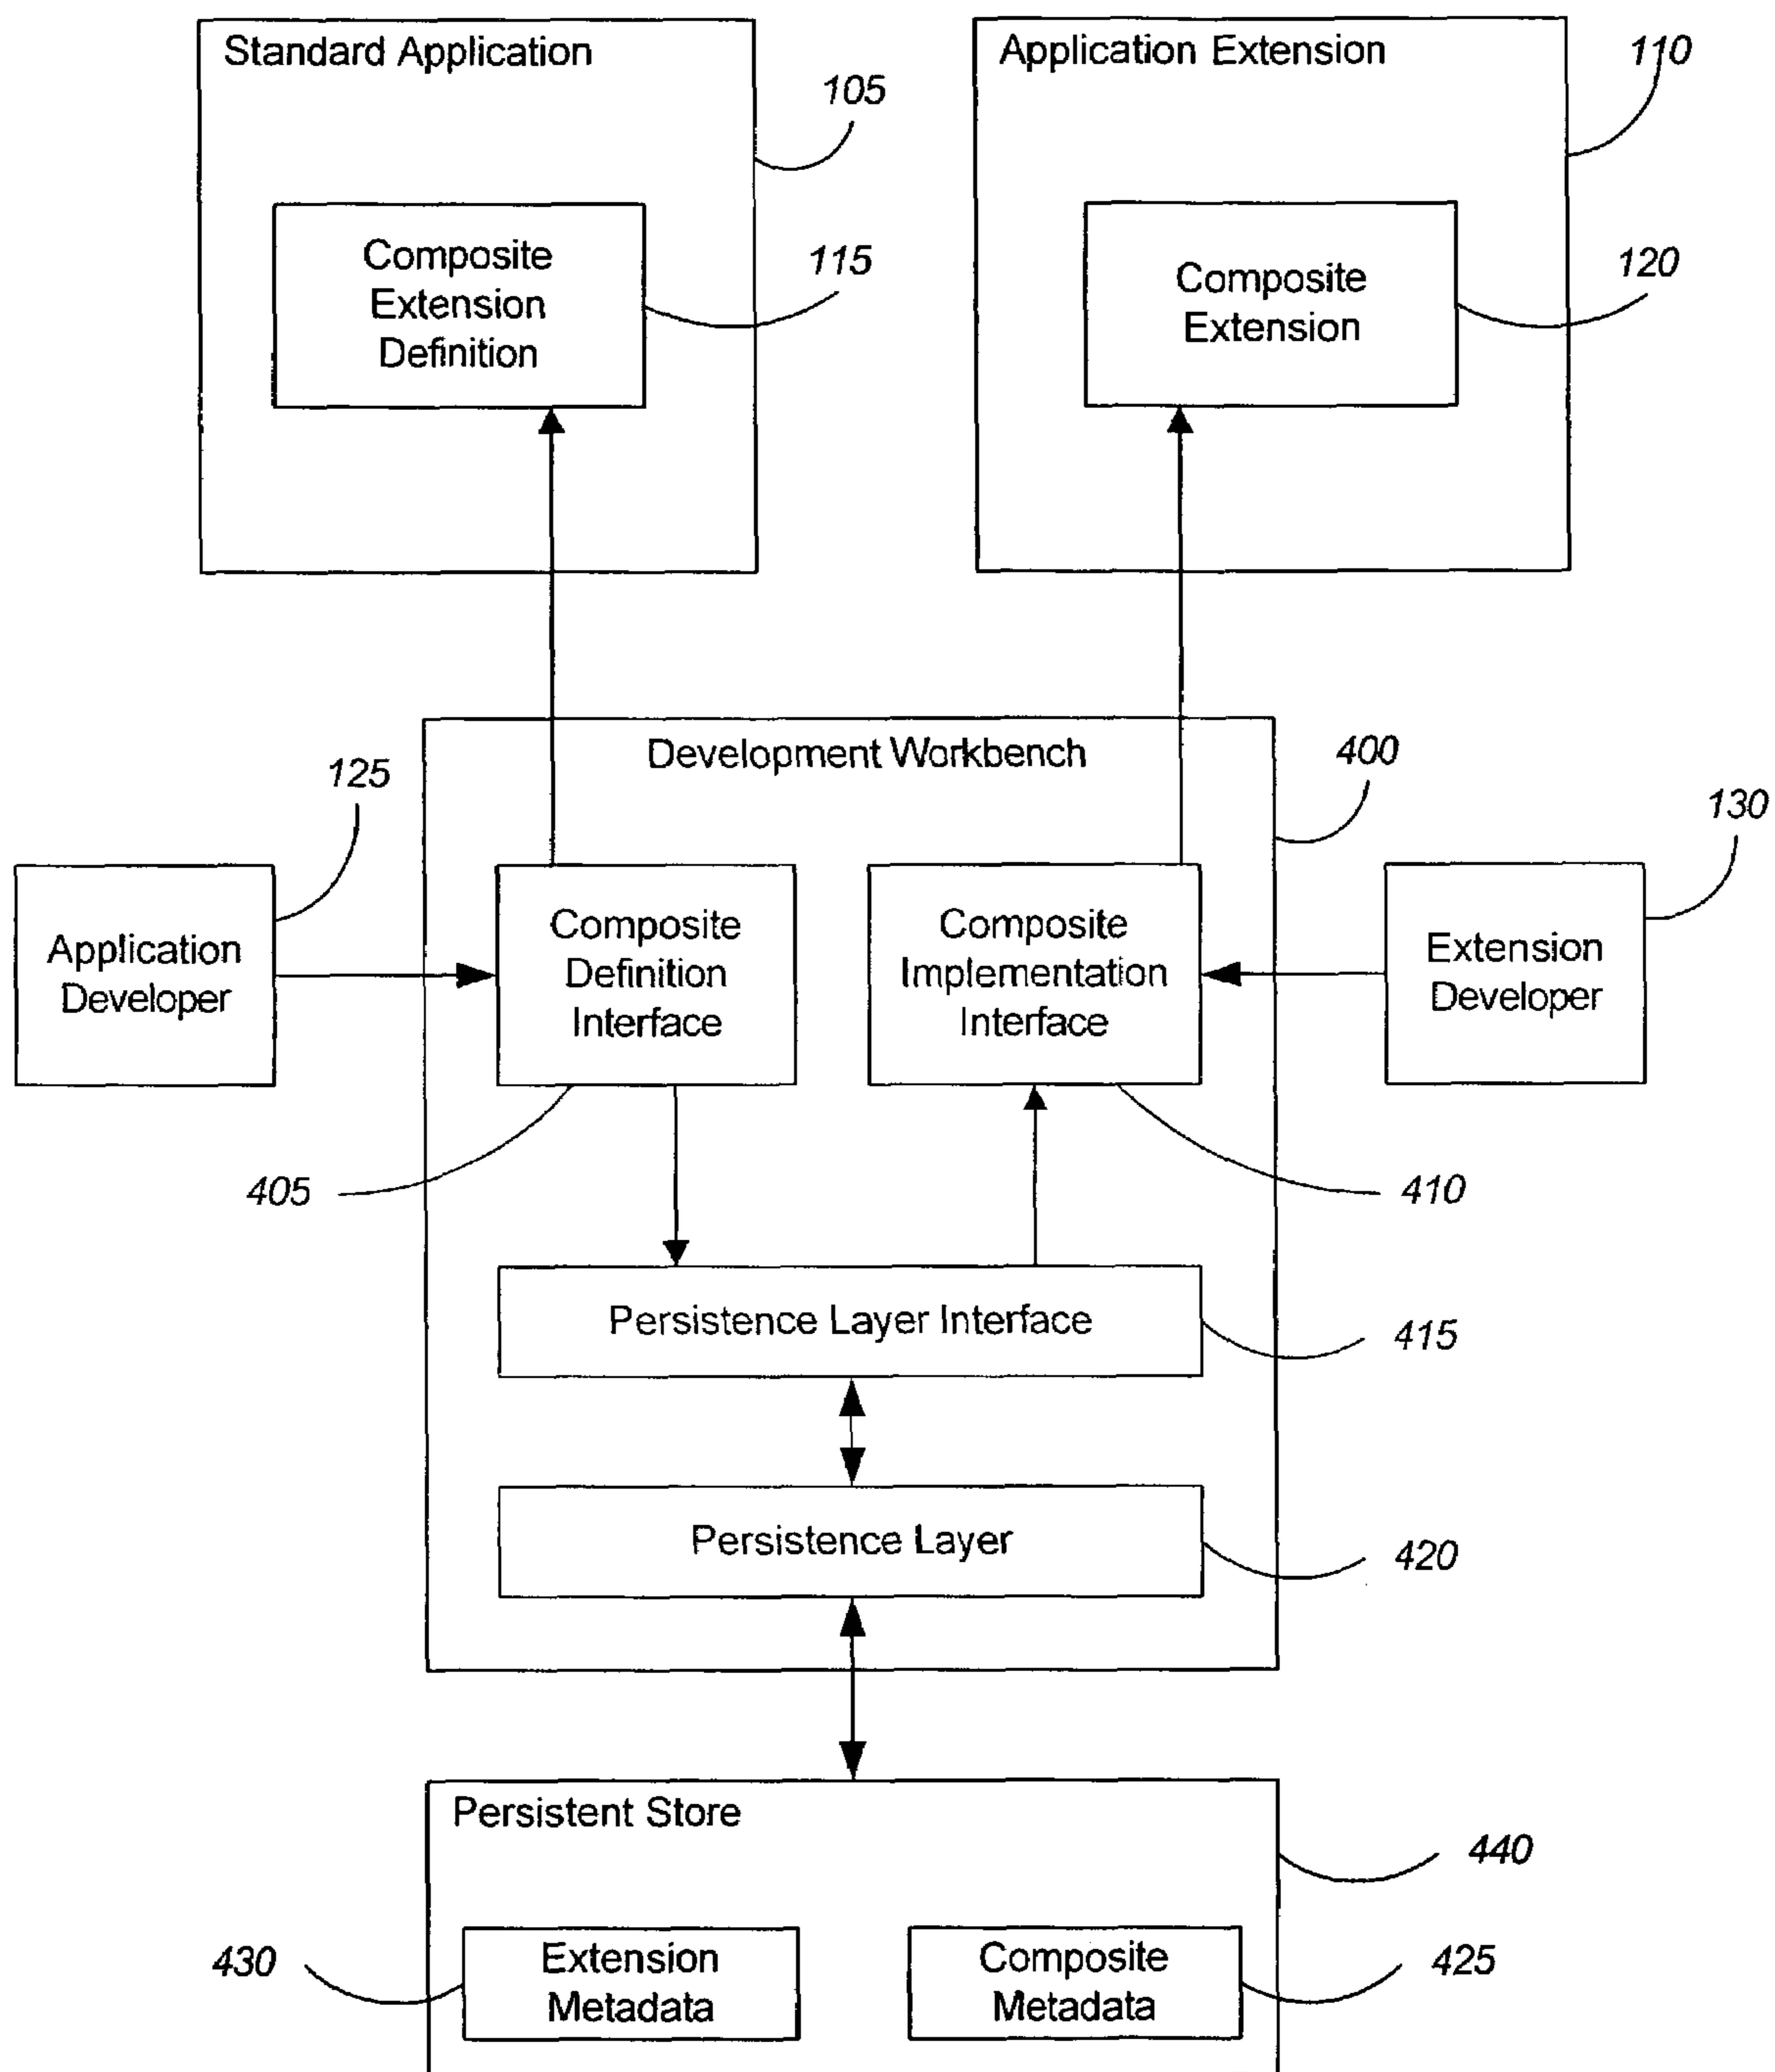 Standard Application
Application Extension
110
105
Composite
Extension
Definition
115
Composite
Extension
120
Development Workbench
400
125
130
Application
Developer
Composite
Definition
Interface
Composite
Implementation
Interface
Extension
Developer
405
410
Persistence Layer Interface
415
Persistence Layer
420
Persistent Store
440
430
Extension
Metadata
Composite
Metadata
425